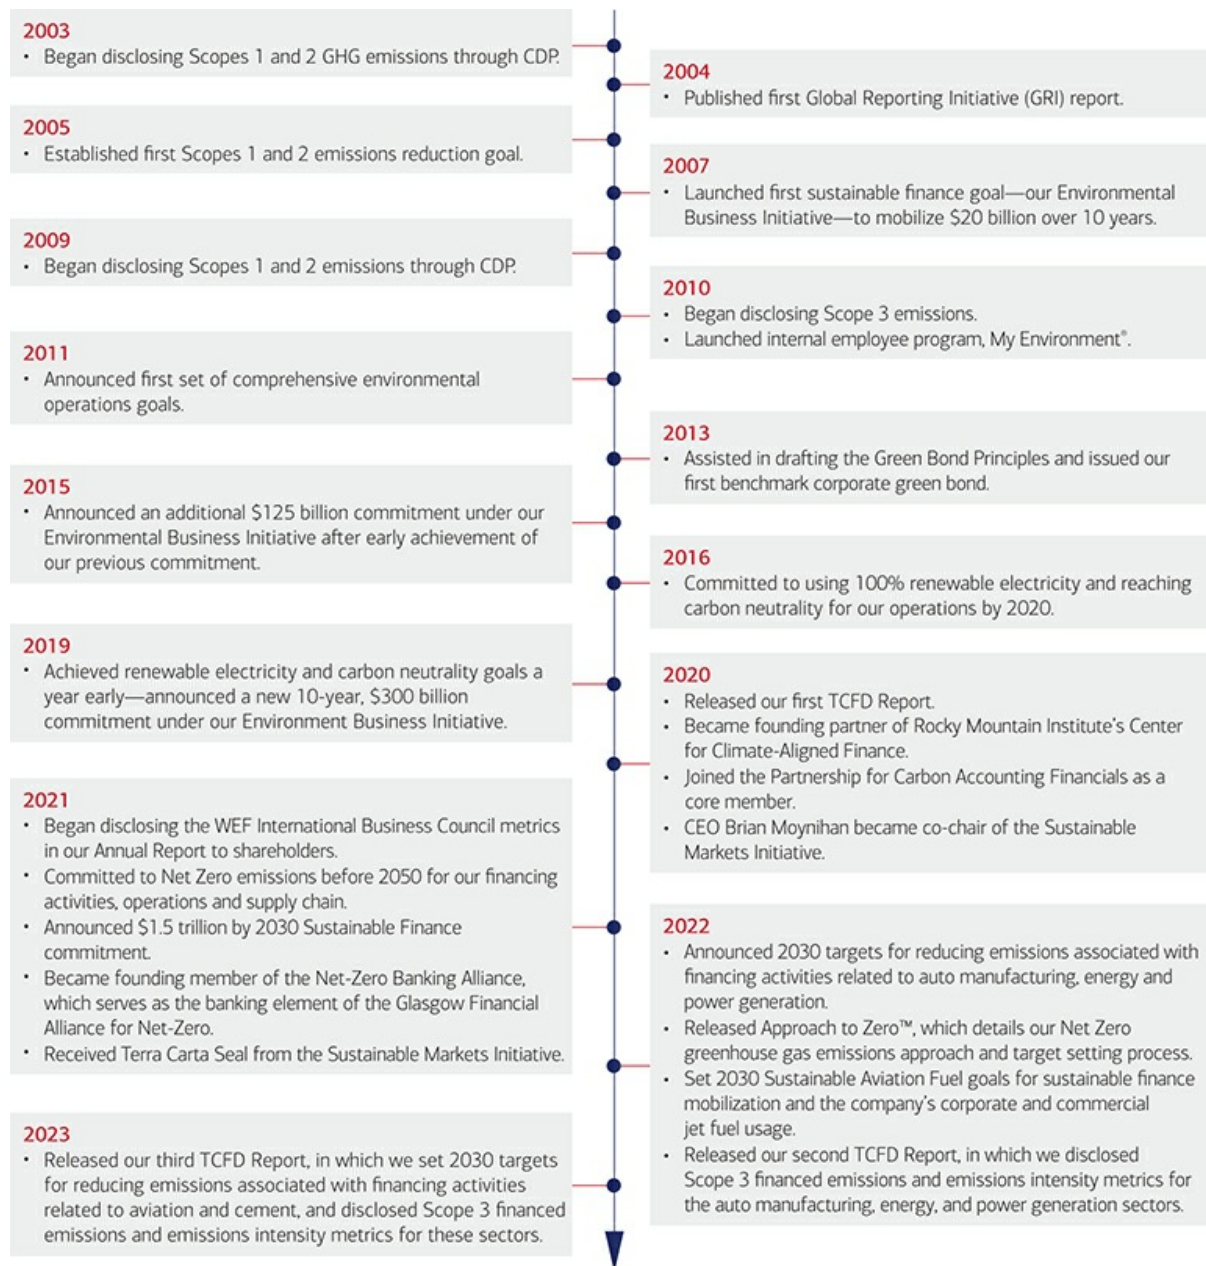 2003
• Began disclosing Scopes 1 and 2 GHG emissions through CDP.
2004
• Published first Global Reporting Initiative (GRI) report.
2005
• Established first Scopes 1 and 2 emissions reduction goal.
2007
• Launched first sustainable finance goal—our Environmental
Business Initiative—to mobilize $20 billion over 10 years.
2009
• Began disclosing Scopes 1 and 2 emissions through CDP.
2010
• Began disclosing Scope 3 emissions.
• Launched internal employee program, My Environment®.
2011
• Announced first set of comprehensive environmental
operations goals.
2013
• Assisted in drafting the Green Bond Principles and issued our
first benchmark corporate green bond.
2015
• Announced an additional $125 billion commitment under our
Environmental Business Initiative after early achievement of
our previous commitment.
2016
• Committed to using 100% renewable electricity and reaching
carbon neutrality for our operations by 2020.
2019
• Achieved renewable electricity and carbon neutrality goals a
year early—announced a new 10-year, $300 billion
commitment under our Environment Business Initiative.
2020
• Released our first TCFD Report.
• Became founding partner of Rocky Mountain Institute's Center
for Climate-Aligned Finance.
• Joined the Partnership for Carbon Accounting Financials as a
core member.
• CEO Brian Moynihan became co-chair of the Sustainable
Markets Initiative.
2021
• Began disclosing the WEF International Business Council metrics
in our Annual Report to shareholders.
• Committed to Net Zero emissions before 2050 for our financing
activities, operations and supply chain.
• Announced $1.5 trillion by 2030 Sustainable Finance
commitment.
• Became founding member of the Net-Zero Banking Alliance,
which serves as the banking element of the Glasgow Financial
Alliance for Net-Zero.
• Received Terra Carta Seal from the Sustainable Markets Initiative.
2022
• Announced 2030 targets for reducing emissions associated with
financing activities related to auto manufacturing, energy and
power generation.
• Released Approach to Zero™, which details our Net Zero
greenhouse gas emissions approach and target setting process.
• Set 2030 Sustainable Aviation Fuel goals for sustainable finance
mobilization and the company's corporate and commercial
jet fuel usage.
• Released our second TCFD Report, in which we disclosed
Scope 3 financed emissions and emissions intensity metrics for
the auto manufacturing, energy, and power generation sectors.
2023
• Released our third TCFD Report, in which we set 2030 targets
for reducing emissions associated with financing activities
related to aviation and cement, and disclosed Scope 3 financed
emissions and emissions intensity metrics for these sectors.